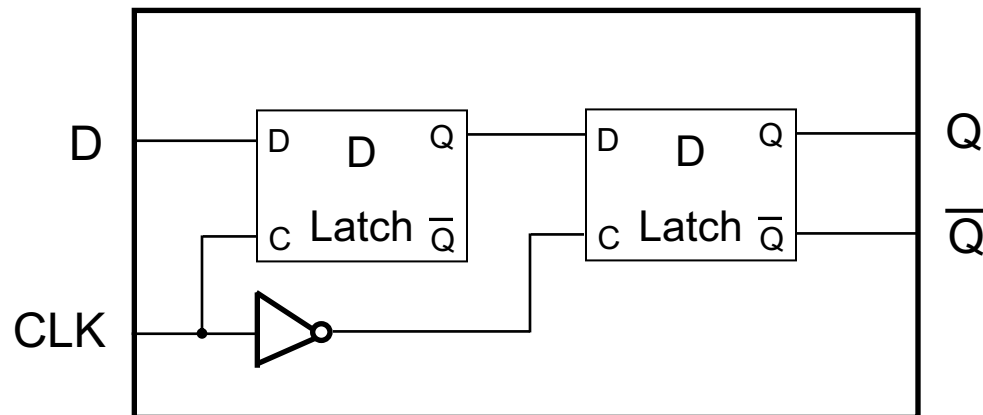 D D Q D Q Q
D D
C Latch Q̅ C Latch Q̅ Q̅
CLK